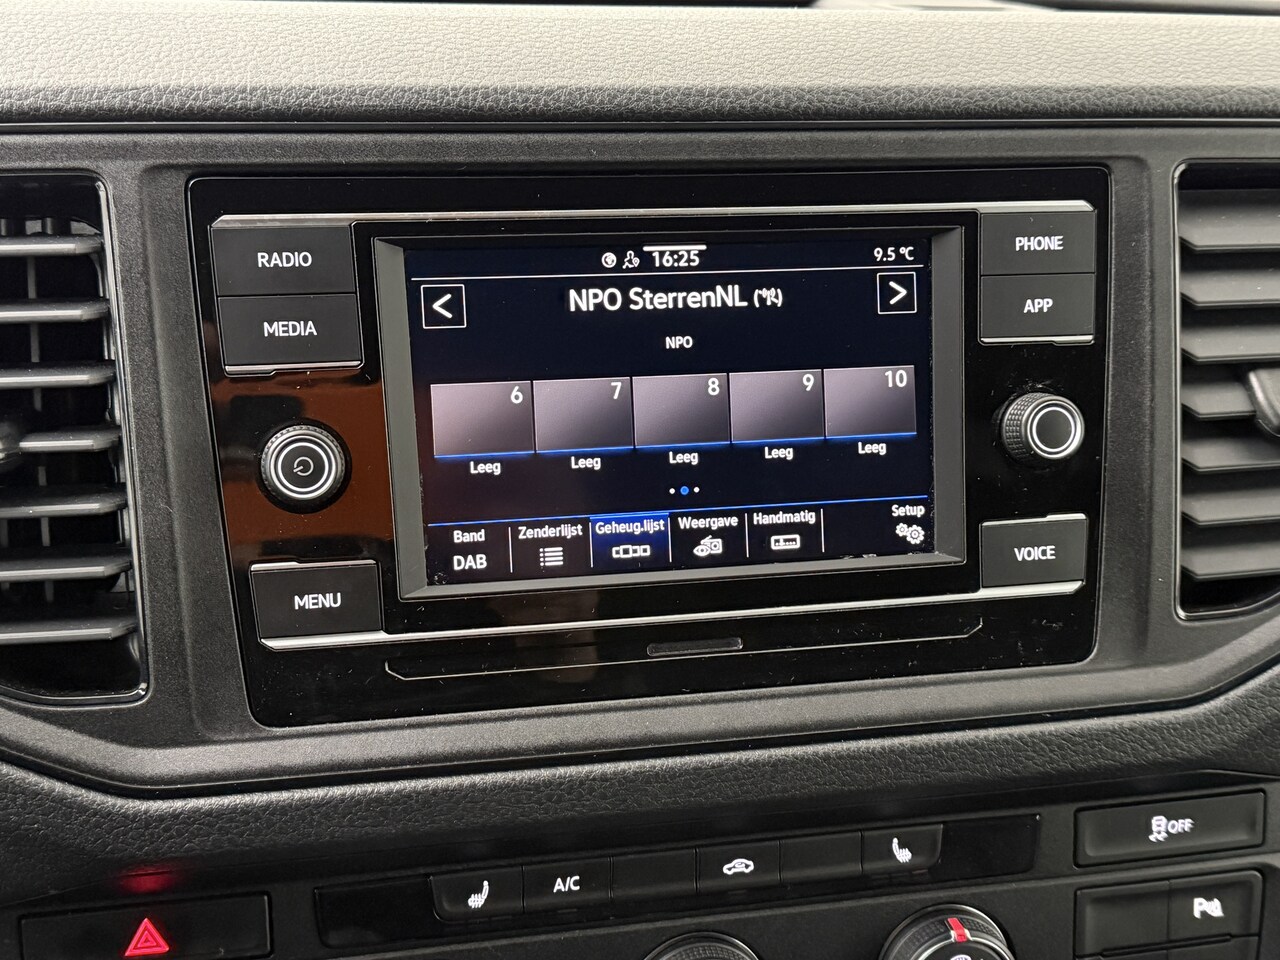 RADIO
MEDIA
MENU
16:25
9.5 °C
NPO SterrenNL
NPO
6
7
8
9
10
Leeg
Leeg
Leeg
Leeg
Leeg
Band
DAB
Zenderlijst
Geheug.lijst
Weergave
Handmatig
Setup
PHONE
APP
VOICE
A/C
OFF
P